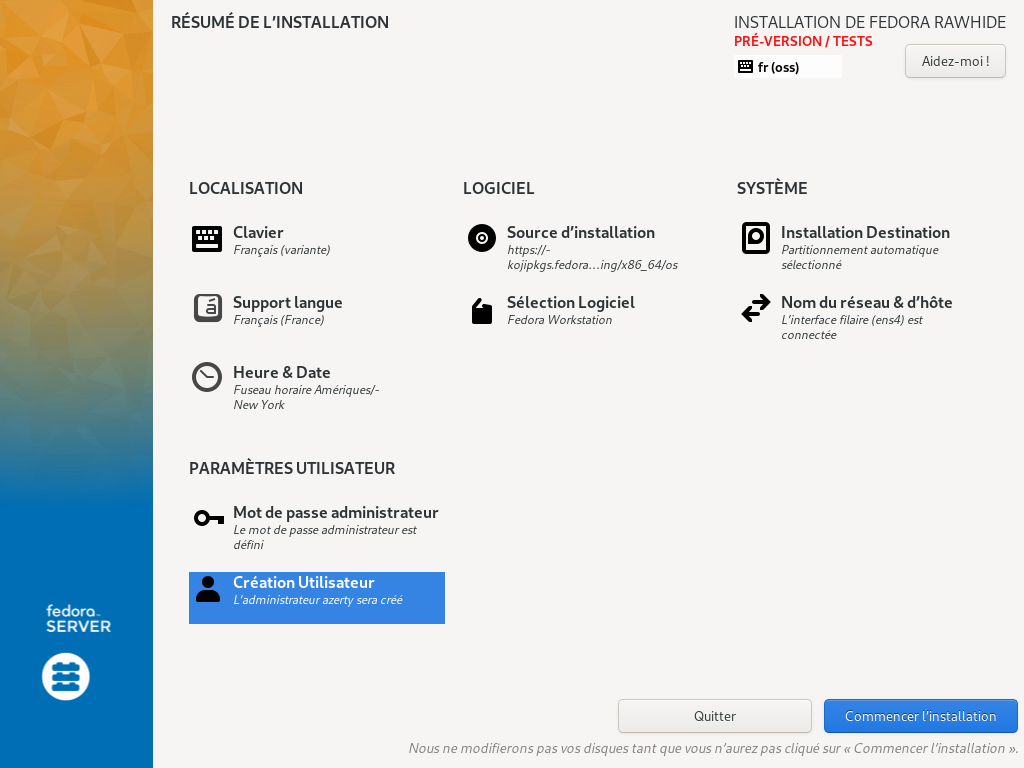 RÉSUMÉ DE L'INSTALLATION
INSTALLATION DE FEDORA RAWHIDE
PRÉ-VERSION / TESTS
fr (oss)
Aidez-moi !
LOCALISATION
Clavier
Français (variante)
Support langue
Français (France)
Heure & Date
Fuseau horaire Amériques/-
New York
LOGICIEL
Source d'installation
https://-
kojipkgs.fedora…ing/x86_64/os
Sélection Logiciel
Fedora Workstation
SYSTÈME
Installation Destination
Partitionnement automatique
sélectionné
Nom du réseau & d'hôte
L'interface filaire (ens4) est
connectée
PARAMÈTRES UTILISATEUR
Mot de passe administrateur
Le mot de passe administrateur est
défini
Création Utilisateur
L'administrateur azerty sera créé
fedora™
SERVER
Quitter
Commencer l'installation
Nous ne modifierons pas vos disques tant que vous n'aurez pas cliqué sur « Commencer l'installation ».